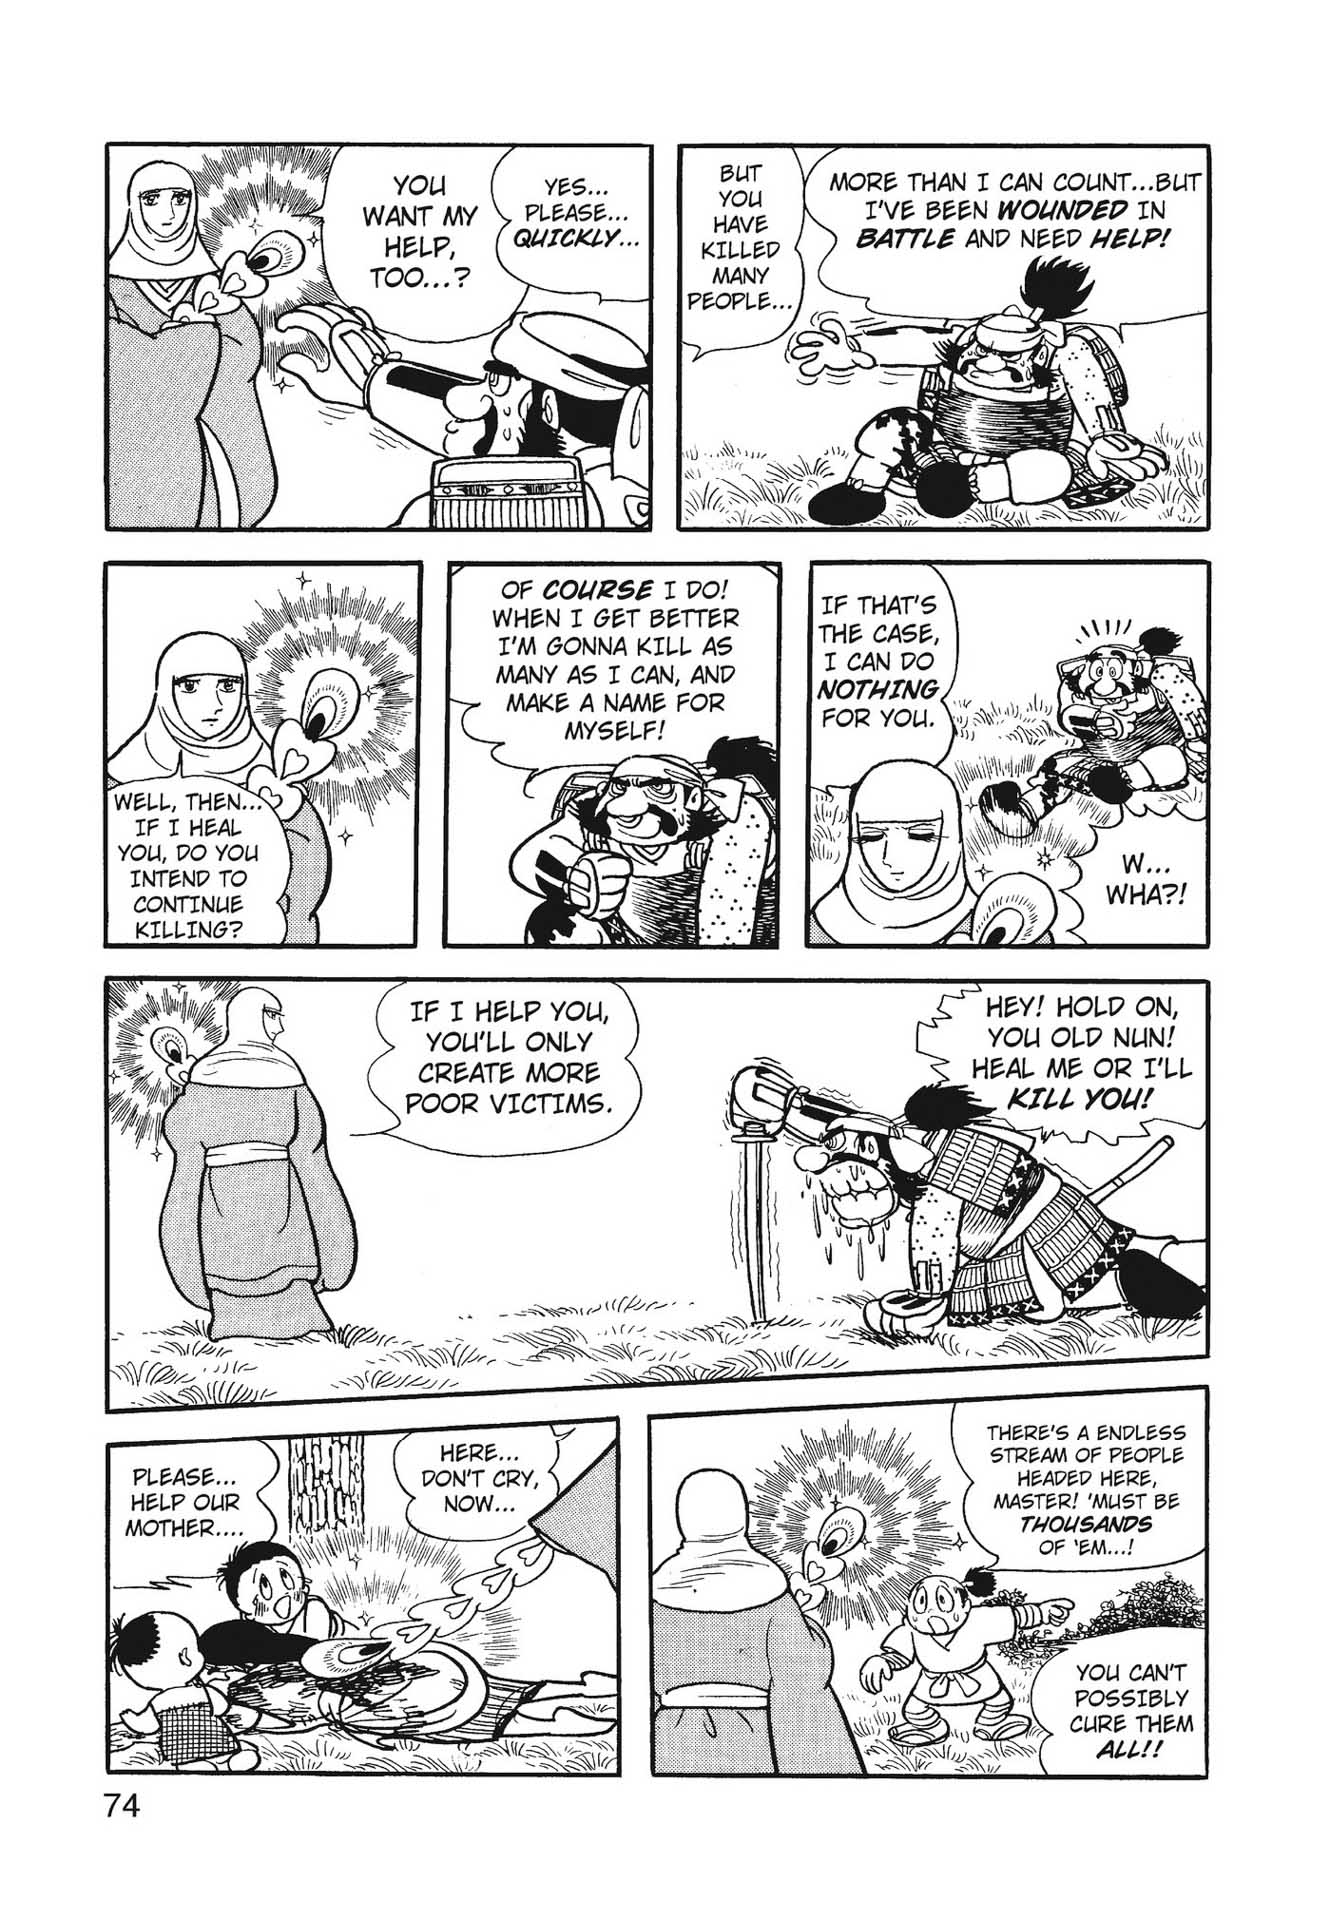 YOU
WANT MY
HELP,
TOO...?
YES...
PLEASE...
QUICKLY...
BUT
YOU
HAVE
KILLED
MANY
PEOPLE...
MORE THAN I CAN COUNT...BUT
I'VE BEEN WOUNDED IN
BATTLE AND NEED HELP!
WELL, THEN...
IF I HEAL
YOU, DO YOU
INTEND TO
CONTINUE
KILLING?
OF COURSE I DO!
WHEN I GET BETTER
I'M GONNA KILL AS
MANY AS I CAN, AND
MAKE A NAME FOR
MYSELF!
IF THAT'S
THE CASE,
I CAN DO
NOTHING
FOR YOU.
W...
WHA?!
IF I HELP YOU,
YOU'LL ONLY
CREATE MORE
POOR VICTIMS.
HEY! HOLD ON,
YOU OLD NUN!
HEAL ME OR I'LL
KILL YOU!
PLEASE...
HELP OUR
MOTHER....
HERE...
DON'T CRY,
NOW...
THERE'S A ENDLESS
STREAM OF PEOPLE
HEADED HERE,
MASTER! 'MUST BE
THOUSANDS
OF 'EM...!
YOU CAN'T
POSSIBLY
CURE THEM
ALL!!
74